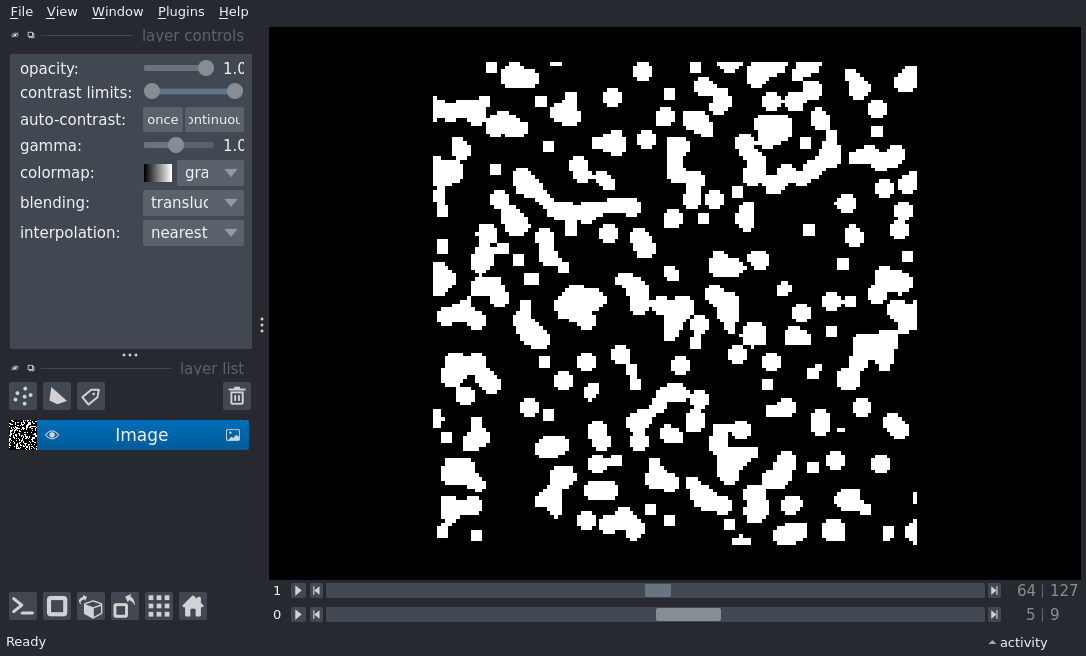 File View Window Plugins Help
layer controls
opacity: 1.0
contrast limits:
auto-contrast: once ontinuou
gamma: 1.0
colormap: gra
blending: transluc
interpolation: nearest
layer list
Image
1 64 | 127
0 5 | 9
Ready activity